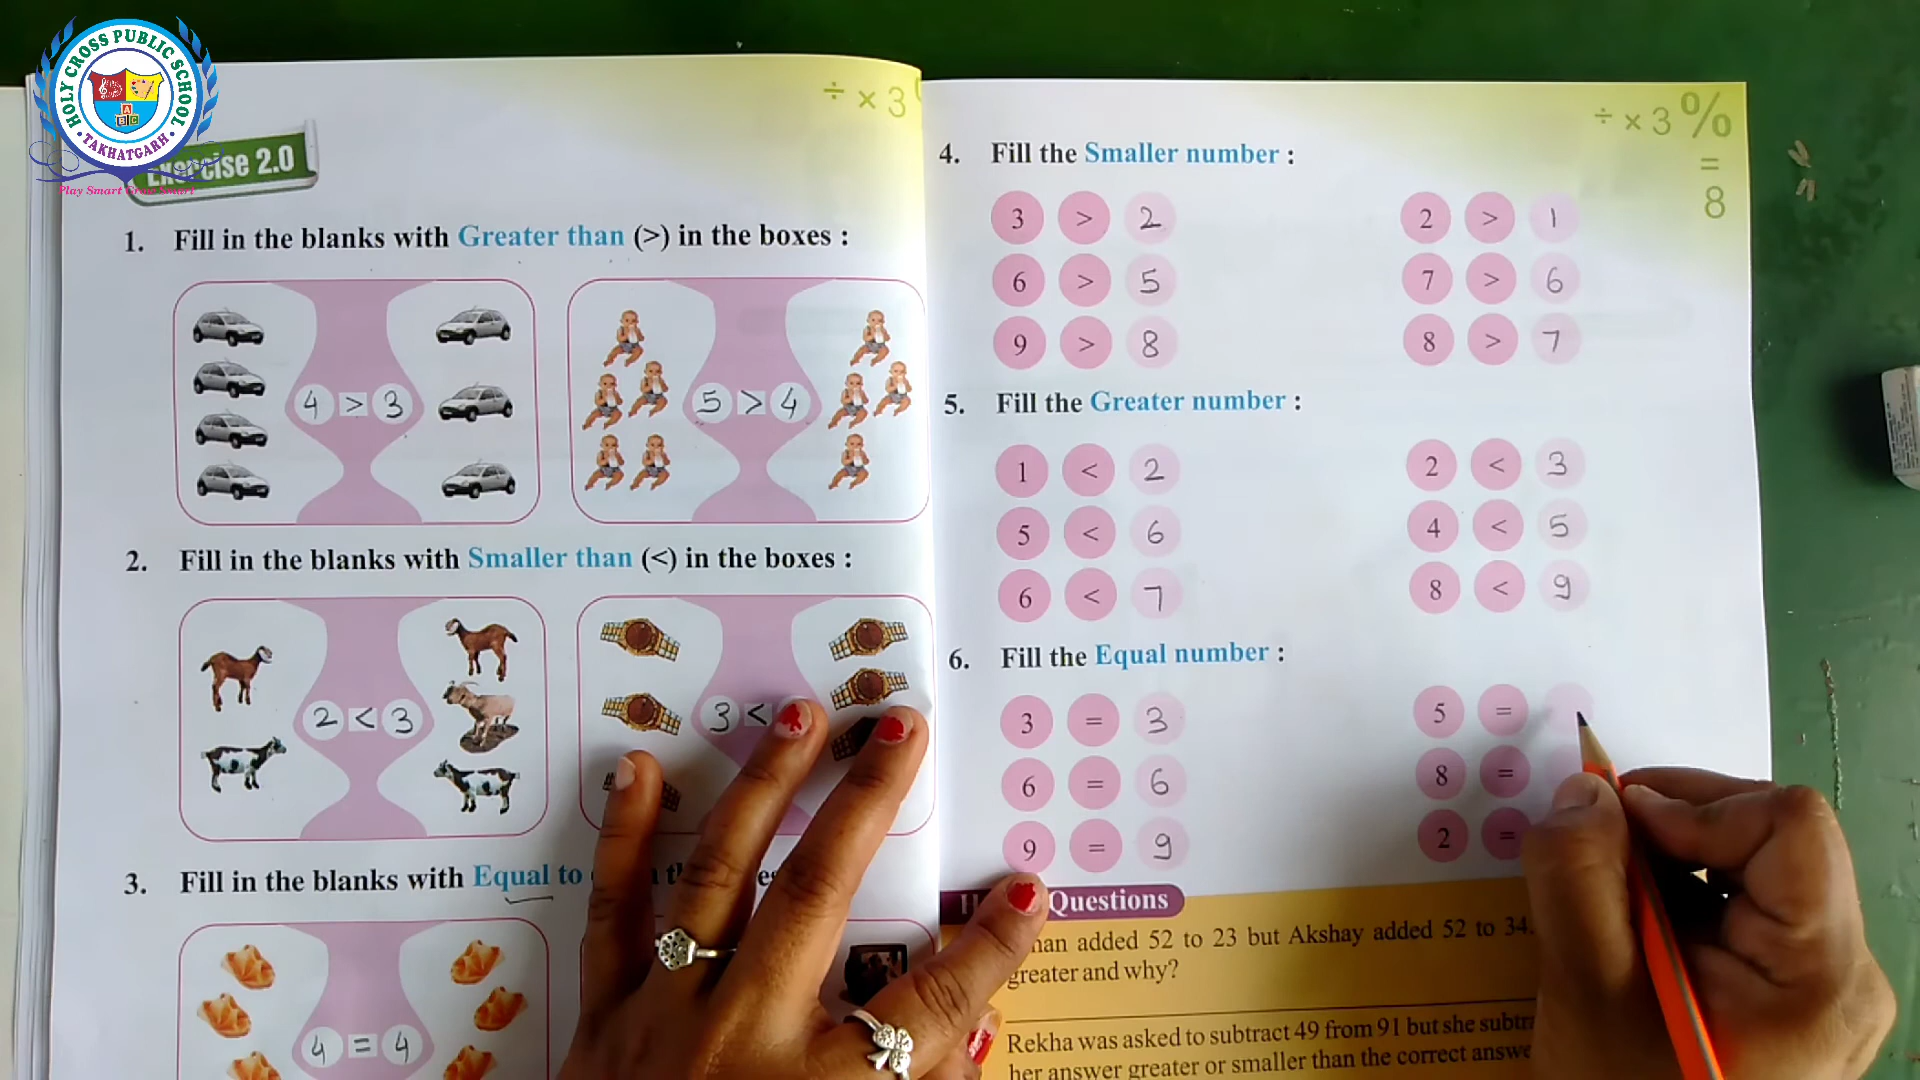 HOLY CROSS PUBLIC SCHOOL
TAKHATGARH
A
B C
Play Smart Grow Smart
Exercise 2.0
÷ × 3
1. Fill in the blanks with Greater than (>) in the boxes :
4 > 3
5 > 4
2. Fill in the blanks with Smaller than (<) in the boxes :
2 < 3
3 <
3. Fill in the blanks with Equal to
4 = 4
÷ × 3 %
=
8
4. Fill the Smaller number :
3 > 2 2 > 1
6 > 5 7 > 6
9 > 8 8 > 7
5. Fill the Greater number :
1 < 2 2 < 3
5 < 6 4 < 5
6 < 7 8 < 9
6. Fill the Equal number :
3 = 3 5 =
6 = 6 8 =
9 = 9 2 =
Questions
added 52 to 23 but Akshay added 52 to 34.
greater and why?
Rekha was asked to subtract 49 from 91 but she
her answer greater or smaller than the correct